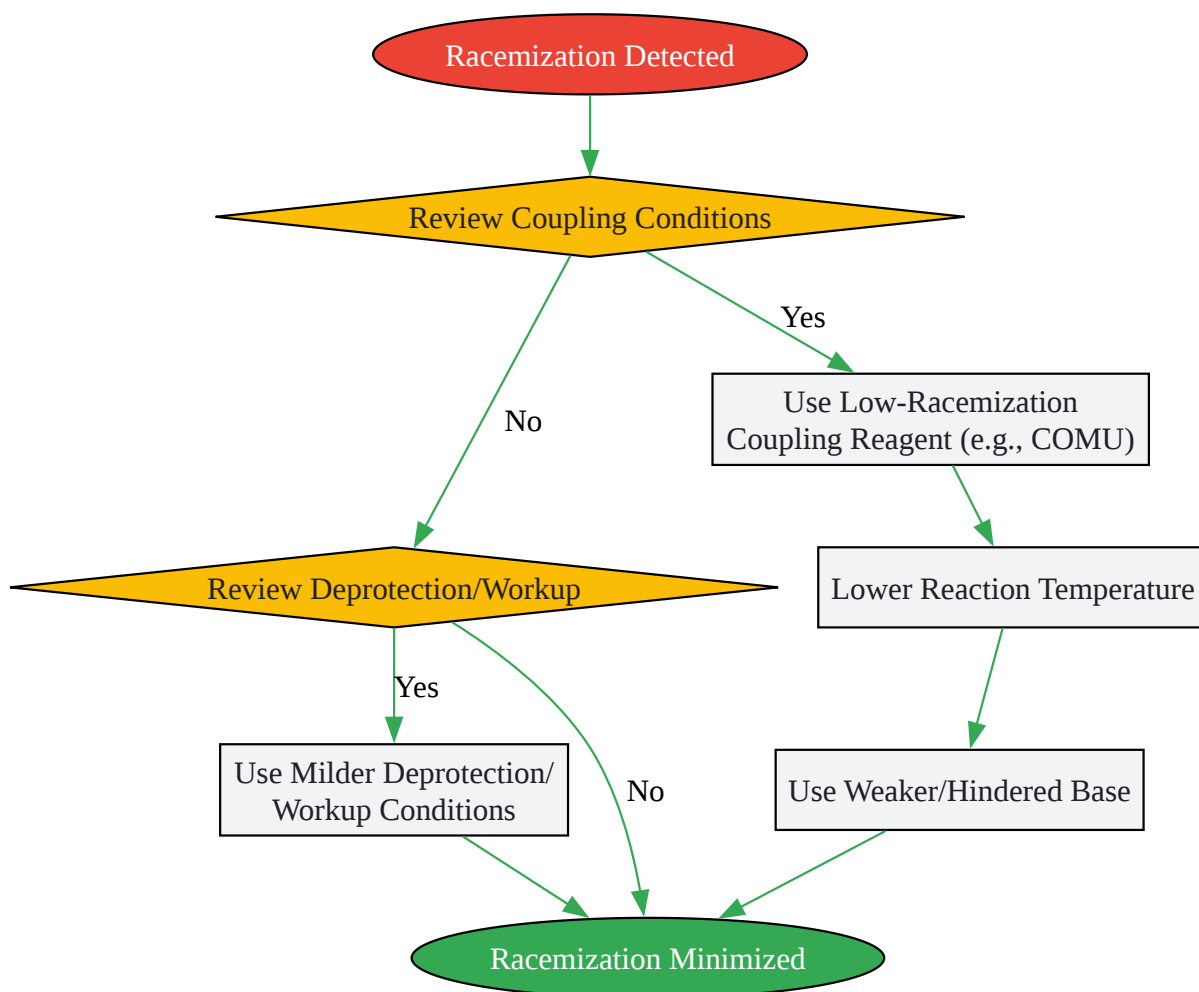 Racemization Detected
Review Coupling Conditions
Yes
Use Low-Racemization
Coupling Reagent (e.g., COMU)
No
Review Deprotection/Workup
Lower Reaction Temperature
Yes
Use Milder Deprotection/
Workup Conditions
No
Use Weaker/Hindered Base
Racemization Minimized